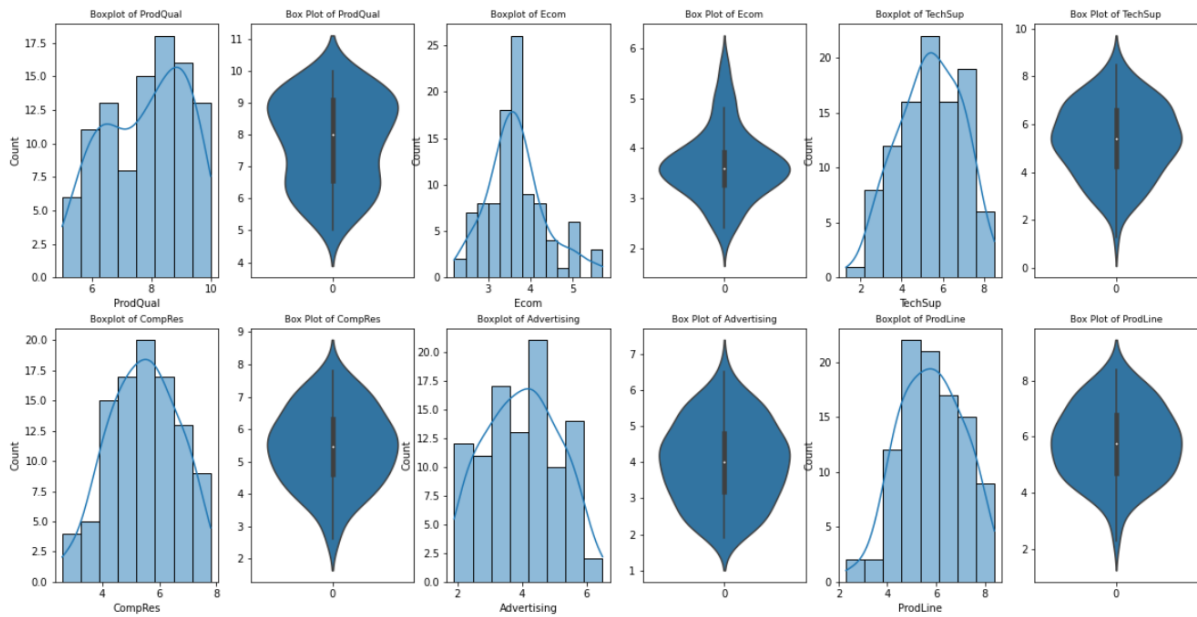 Boxplot of ProdQual
Box Plot of ProdQual
Boxplot of Ecom
Box Plot of Ecom
Boxplot of TechSup
Box Plot of TechSup
17.5
15.0
12.5
10.0
7.5
5.0
2.5
0.0
Count
6 8 10
ProdQual
11
10
9
8
7
6
5
4
0
25
20
15
10
5
0
Count
3 4 5
Ecom
6
5
4
3
2
0
20
15
10
5
0
Count
2 4 6 8
TechSup
10
8
6
4
2
0
0
Boxplot of CompRes
Box Plot of CompRes
Boxplot of Advertising
Box Plot of Advertising
Boxplot of ProdLine
Box Plot of ProdLine
20.0
17.5
15.0
12.5
10.0
7.5
5.0
2.5
0.0
Count
4 6 8
CompRes
9
8
7
6
5
4
3
2
0
20.0
17.5
15.0
12.5
10.0
7.5
5.0
2.5
0.0
Count
2 4 6
Advertising
7
6
5
4
3
2
1
0
20
15
10
5
0
Count
4 6 8
ProdLine
8
6
4
2
0